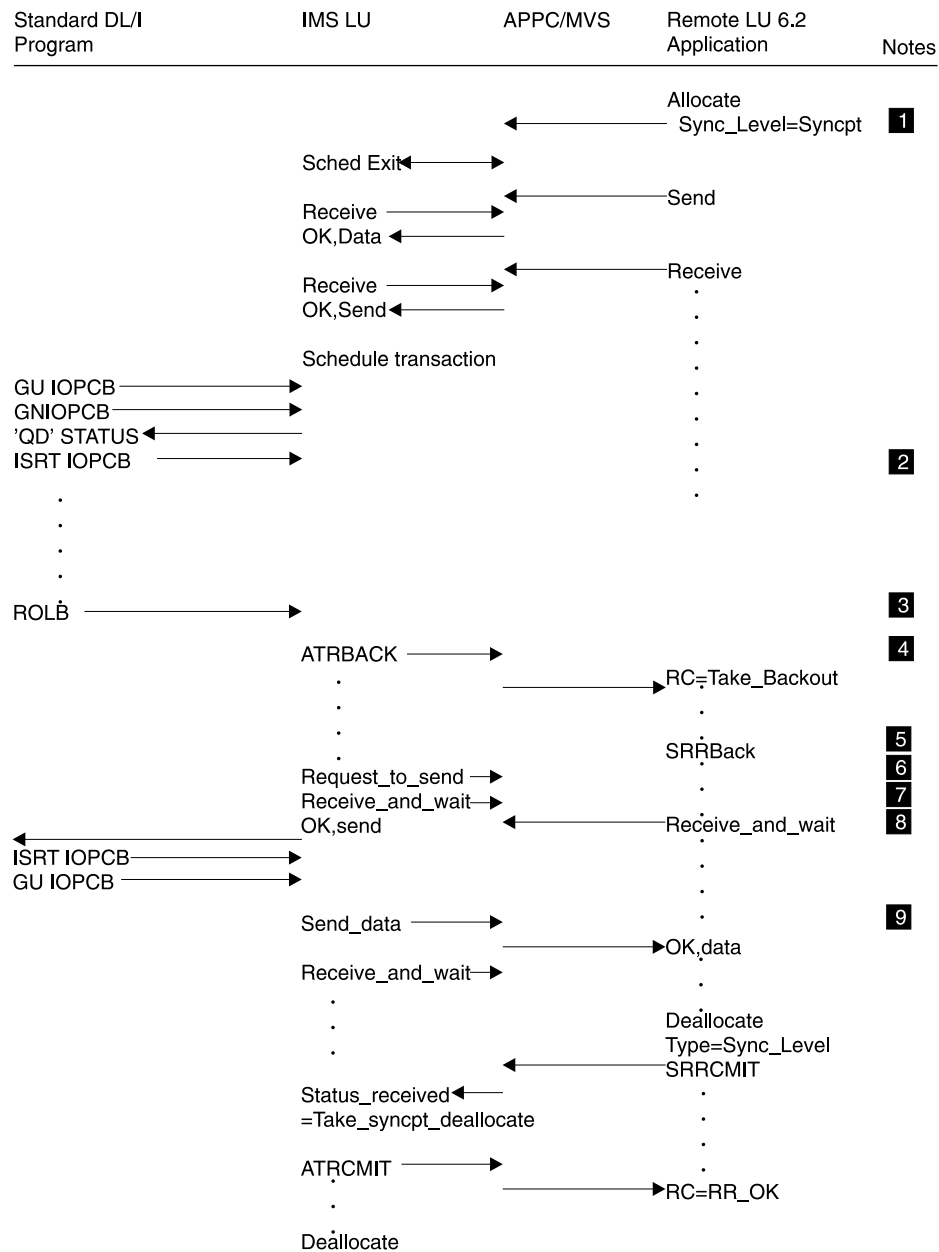 Standard DL/I Program IMS LU APPC/MVS Remote LU 6.2 Application Notes
Allocate
Sync_Level=Syncpt 1
Sched Exit
Send
Receive
OK,Data
Receive
Receive
OK,Send
Schedule transaction
GU IOPCB
GNIOPCB
'QD' STATUS
ISRT IOPCB 2
ROLB 3
ATRBACK 4
RC=Take_Backout
SRRBack 5
Request_to_send 6
Receive_and_wait 7
OK,send Receive_and_wait 8
ISRT IOPCB
GU IOPCB
Send_data 9
OK,data
Receive_and_wait
Deallocate
Type=Sync_Level
SRRCMIT
Status_received
=Take_syncpt_deallocate
ATRCMIT
RC=RR_OK
Deallocate